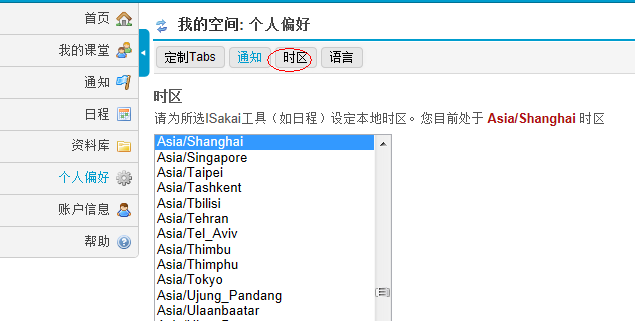 首页
我的课堂
通知
日程
资料库
个人偏好
账户信息
帮助
我的空间: 个人偏好
定制Tabs 通知 时区 语言
时区
请为所选ISakai工具（如日程）设定本地时区。您目前处于 Asia/Shanghai 时区
Asia/Shanghai
Asia/Singapore
Asia/Taipei
Asia/Tashkent
Asia/Tbilisi
Asia/Tehran
Asia/Tel_Aviv
Asia/Thimbu
Asia/Thimphu
Asia/Tokyo
Asia/Ujung_Pandang
Asia/Ulaanbaatar